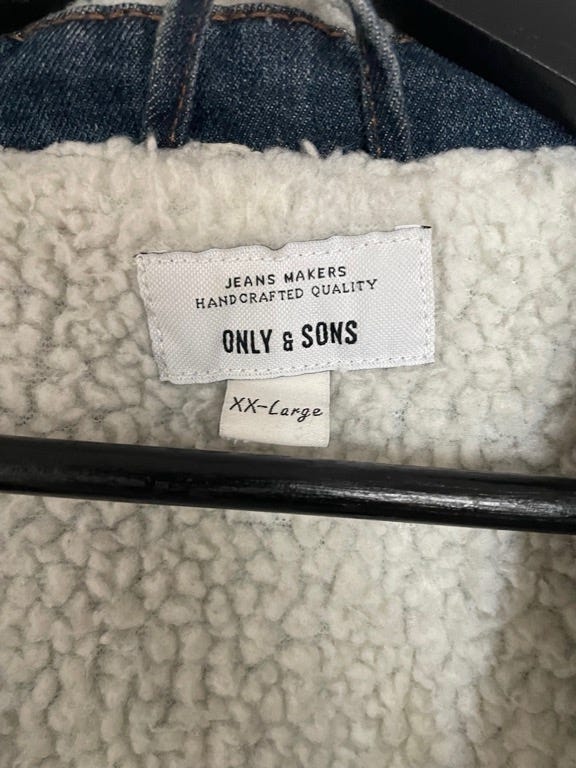 JEANS MAKERS
HANDCRAFTED QUALITY
ONLY & SONS
XX-Large